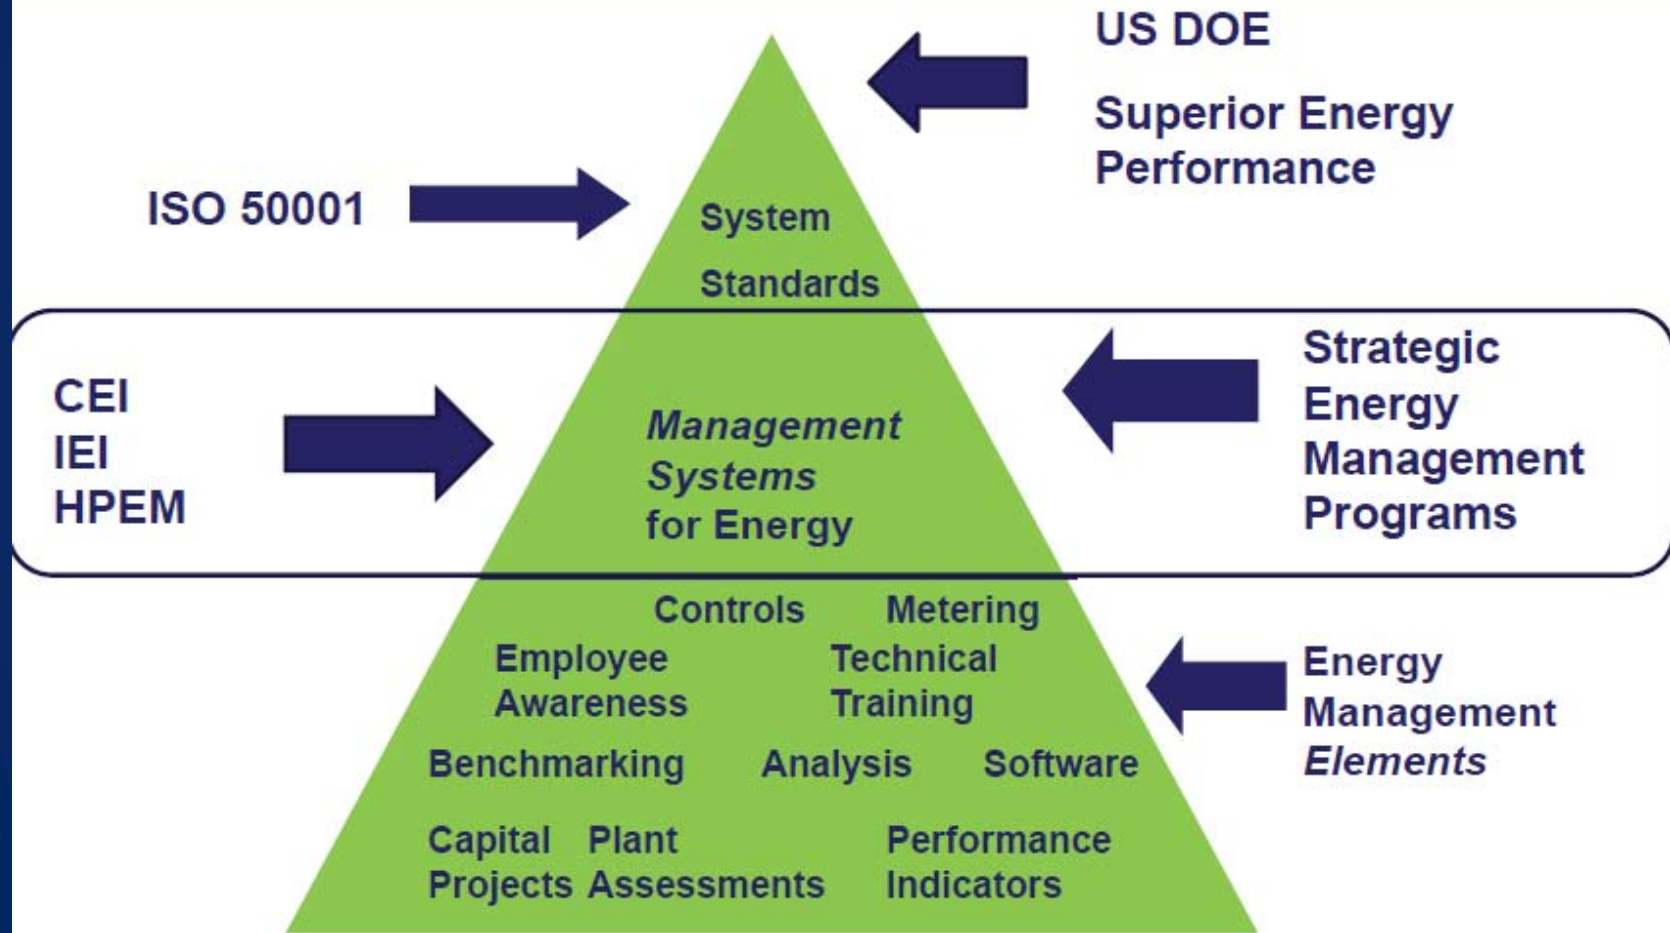 US DOE
Superior Energy
Performance
ISO 50001
System
Standards
CEI
IEI
HPEM
Management
Systems
for Energy
Strategic
Energy
Management
Programs
Controls Metering
Employee Technical
Awareness Training
Benchmarking Analysis Software
Capital Plant Performance
Projects Assessments Indicators
Energy
Management
Elements